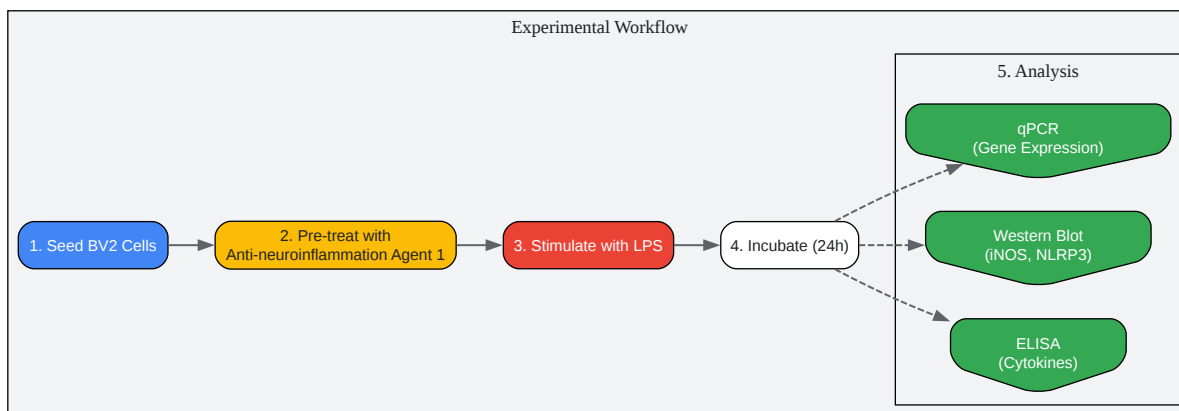 Experimental Workflow
5. Analysis
1. Seed BV2 Cells
2. Pre-treat with
Anti-neuroinflammation Agent 1
3. Stimulate with LPS
4. Incubate (24h)
qPCR
(Gene Expression)
Western Blot
(iNOS, NLRP3)
ELISA
(Cytokines)